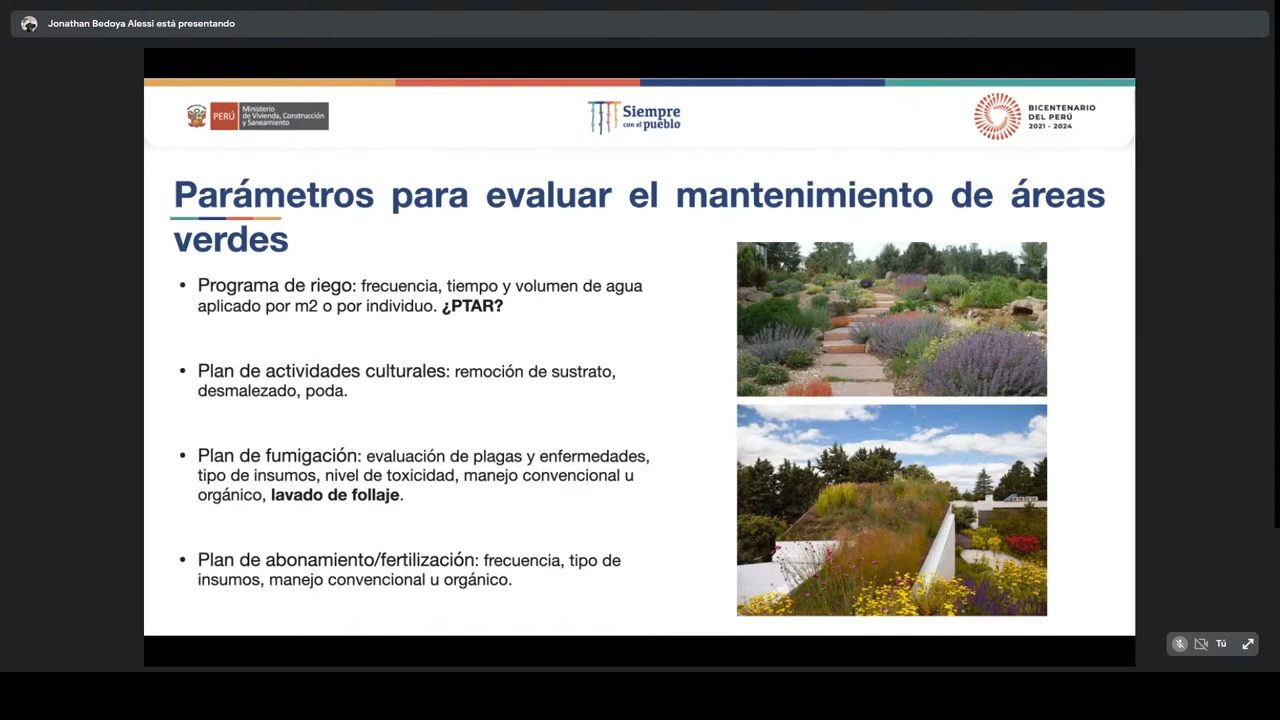 Jonathan Bedoya Alessi está presentando
PERÚ
Ministerio
de Vivienda, Construcción
y Saneamiento
Siempre
con el pueblo
BICENTENARIO
DEL PERÚ
2021 - 2024
Parámetros para evaluar el mantenimiento de áreas
verdes
• Programa de riego: frecuencia, tiempo y volumen de agua
aplicado por m2 o por individuo. ¿PTAR?
• Plan de actividades culturales: remoción de sustrato,
desmalezado, poda.
• Plan de fumigación: evaluación de plagas y enfermedades,
tipo de insumos, nivel de toxicidad, manejo convencional u
orgánico, lavado de follaje.
• Plan de abonamiento/fertilización: frecuencia, tipo de
insumos, manejo convencional u orgánico.
Tú